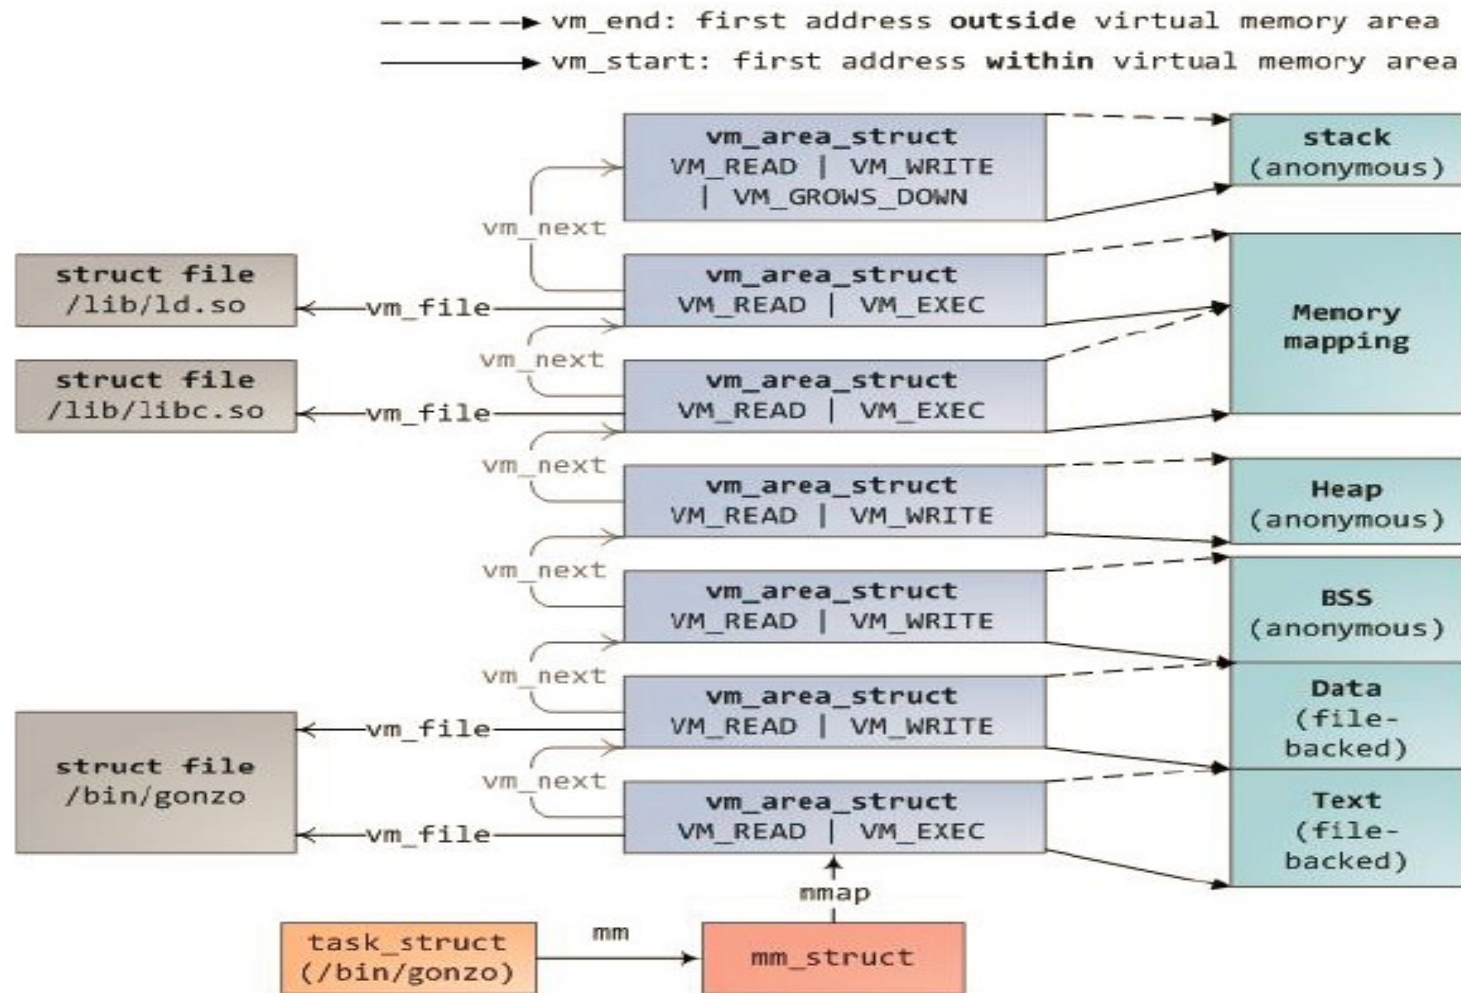 vm_end: first address outside virtual memory area
vm_start: first address within virtual memory area
vm_area_struct
VM_READ | VM_WRITE
| VM_GROWS_DOWN
stack
(anonymous)
vm_next
struct file
/lib/ld.so
vm_file
vm_area_struct
VM_READ | VM_EXEC
Memory
mapping
vm_next
struct file
/lib/libc.so
vm_file
vm_area_struct
VM_READ | VM_EXEC
vm_next
vm_area_struct
VM_READ | VM_WRITE
Heap
(anonymous)
vm_next
vm_area_struct
VM_READ | VM_WRITE
BSS
(anonymous)
vm_next
struct file
/bin/gonzo
vm_file
vm_area_struct
VM_READ | VM_WRITE
Data
(file-
backed)
vm_next
vm_file
vm_area_struct
VM_READ | VM_EXEC
Text
(file-
backed)
mmap
task_struct
(/bin/gonzo)
mm
mm_struct